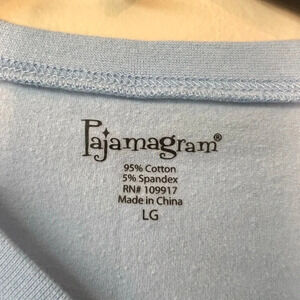 Pajamagram®
95% Cotton
5% Spandex
RN# 109917
Made in China
LG